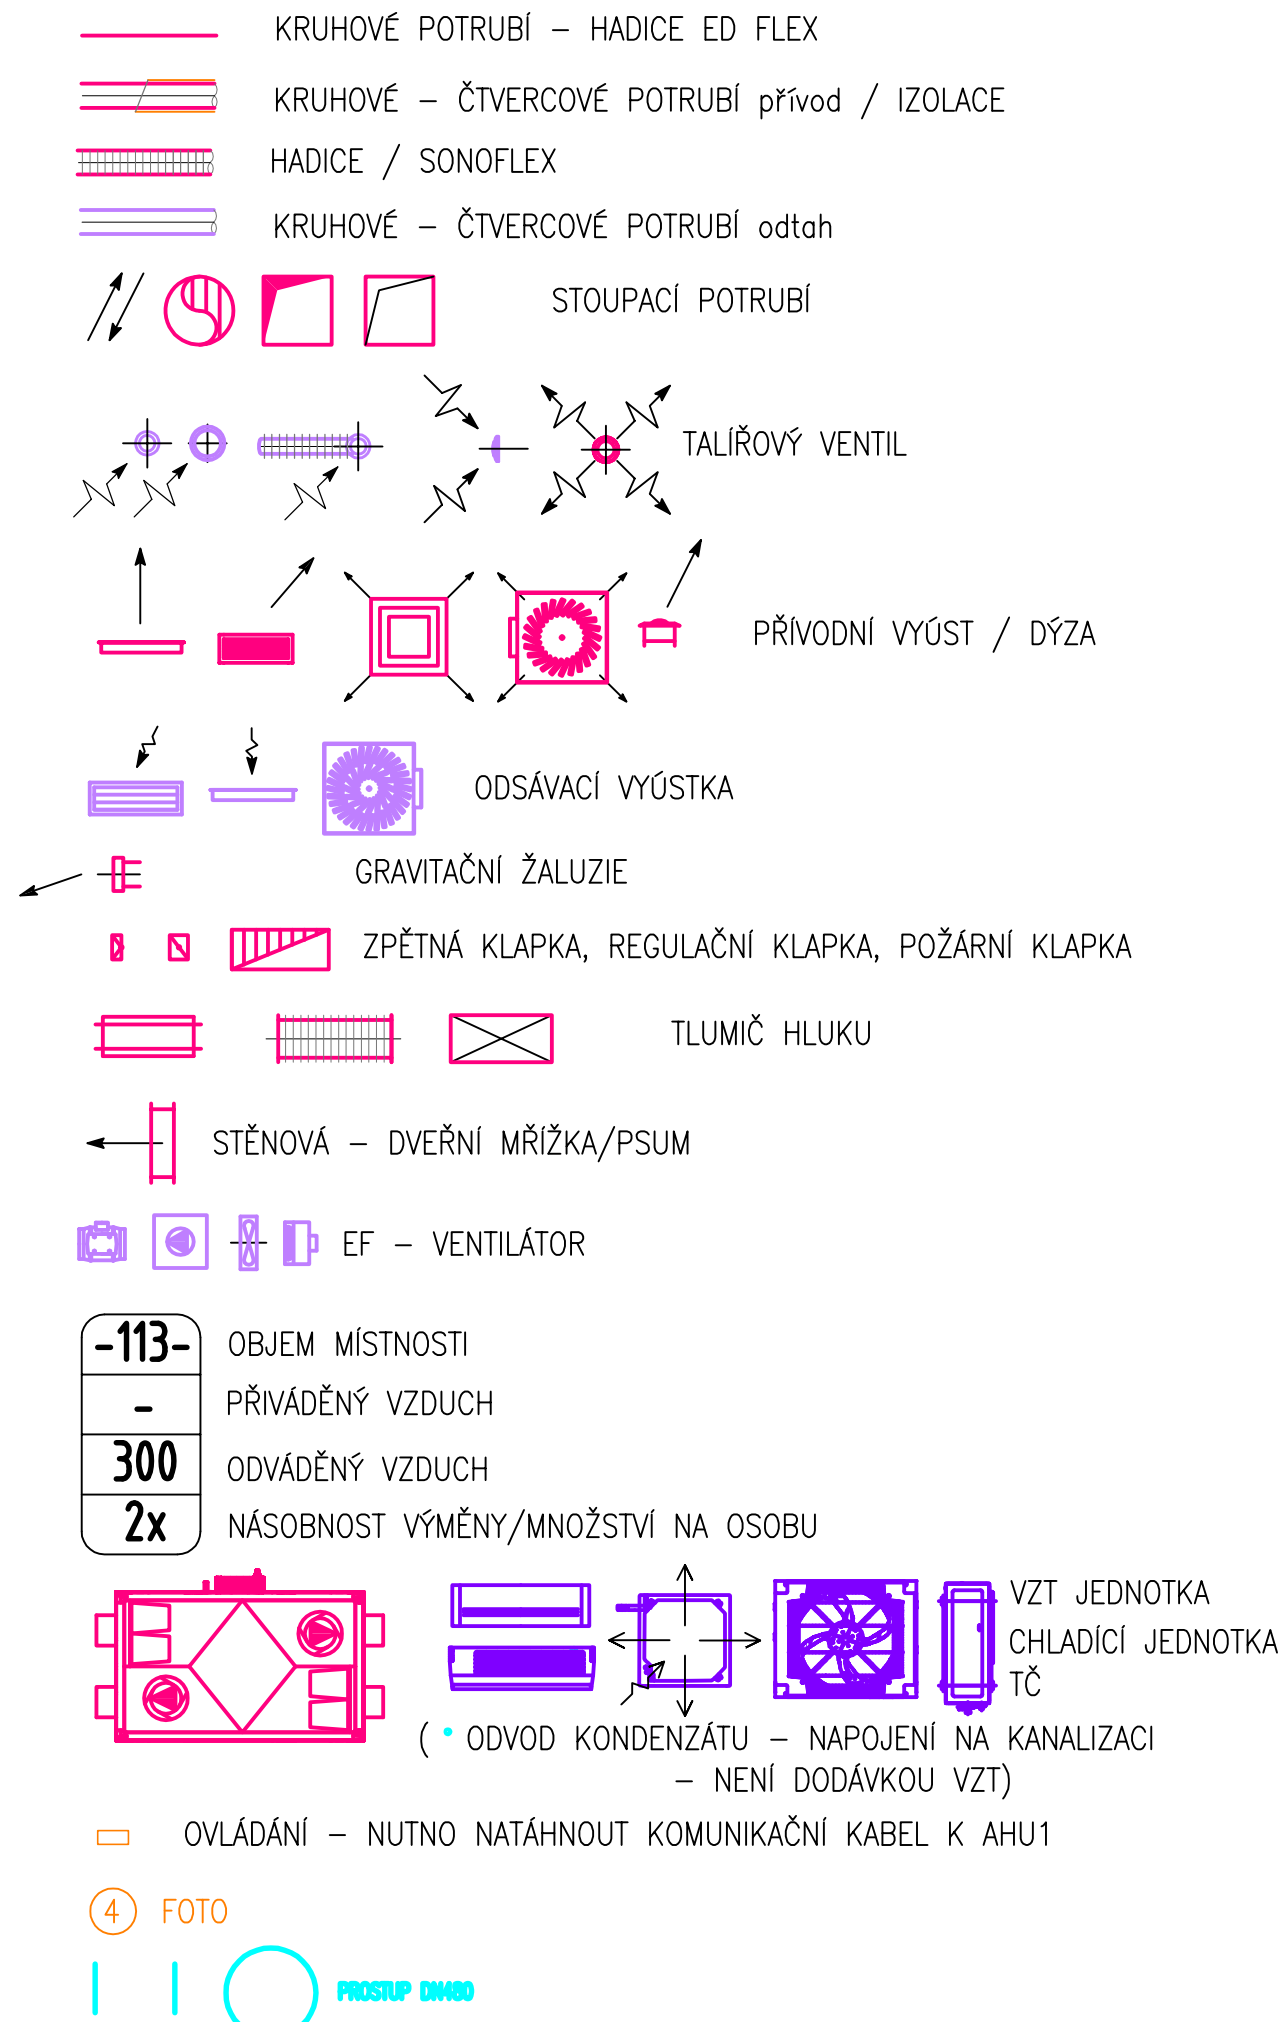 KRUHOVÉ POTRUBÍ – HADICE ED FLEX
KRUHOVÉ – ČTVERCOVÉ POTRUBÍ přívod / IZOLACE
HADICE / SONOFLEX
KRUHOVÉ – ČTVERCOVÉ POTRUBÍ odtah
STOUPACÍ POTRUBÍ
TALÍŘOVÝ VENTIL
PŘÍVODNÍ VYÚST / DÝZA
ODSÁVACÍ VYÚSTKA
GRAVITAČNÍ ŽALUZIE
ZPĚTNÁ KLAPKA, REGULAČNÍ KLAPKA, POŽÁRNÍ KLAPKA
TLUMIČ HLUKU
STĚNOVÁ – DVEŘNÍ MŘÍŽKA/PSUM
EF – VENTILÁTOR
-113- OBJEM MÍSTNOSTI
- PŘIVÁDĚNÝ VZDUCH
300 ODVÁDĚNÝ VZDUCH
2x NÁSOBNOST VÝMĚNY/MNOŽSTVÍ NA OSOBU
VZT JEDNOTKA
CHLADÍCÍ JEDNOTKA
TČ
( ODVOD KONDENZÁTU – NAPOJENÍ NA KANALIZACI
– NENÍ DODÁVKOU VZT)
OVLÁDÁNÍ – NUTNO NATÁHNOUT KOMUNIKAČNÍ KABEL K AHU1
4 FOTO
PROSTUP DN480